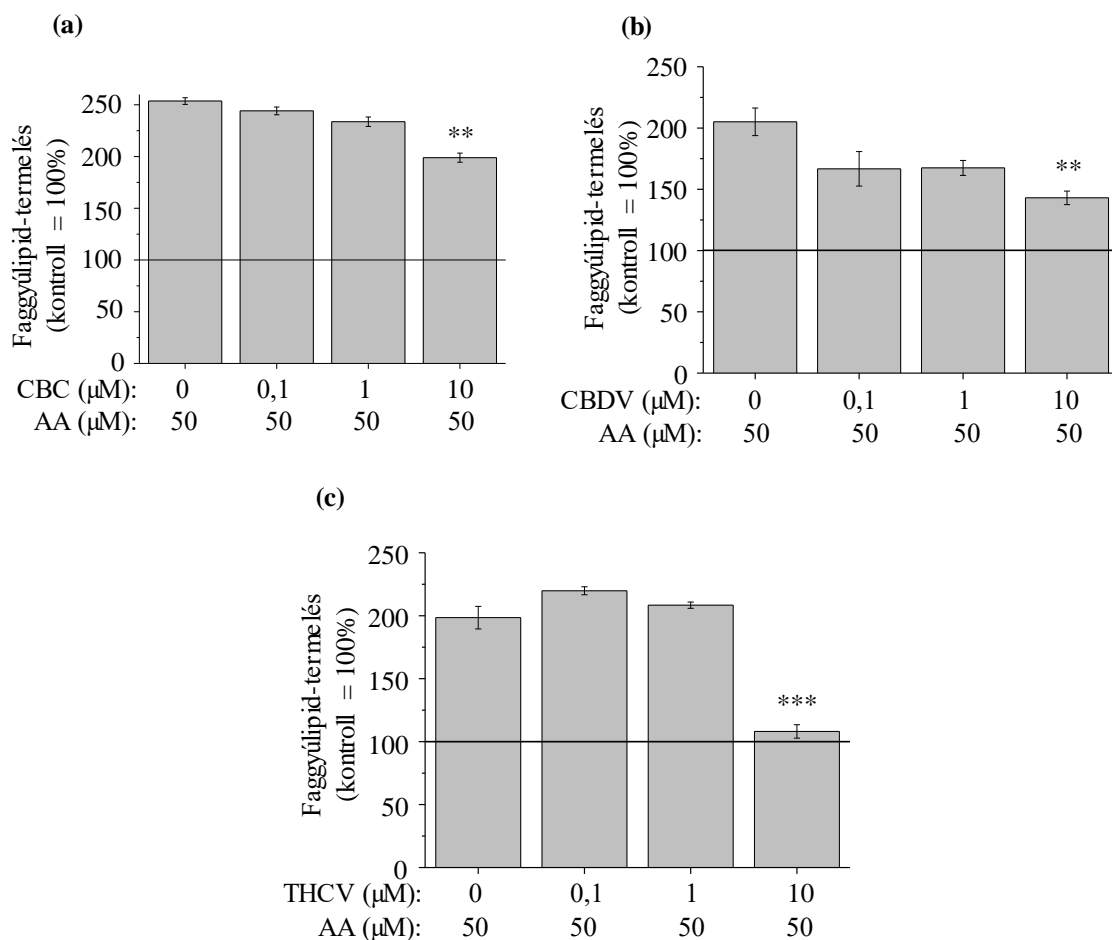 (a)
Faggyúlipid-termelés
(kontroll = 100%)
250
200
150
100
50
0
**
CBC (µM): 0 0,1 1 10
AA (µM): 50 50 50 50
(b)
Faggyúlipid-termelés
(kontroll = 100%)
250
200
150
100
50
0
**
CBDV (µM): 0 0,1 1 10
AA (µM): 50 50 50 50
(c)
Faggyúlipid-termelés
(kontroll = 100%)
250
200
150
100
50
0
***
THCV (µM): 0 0,1 1 10
AA (µM): 50 50 50 50